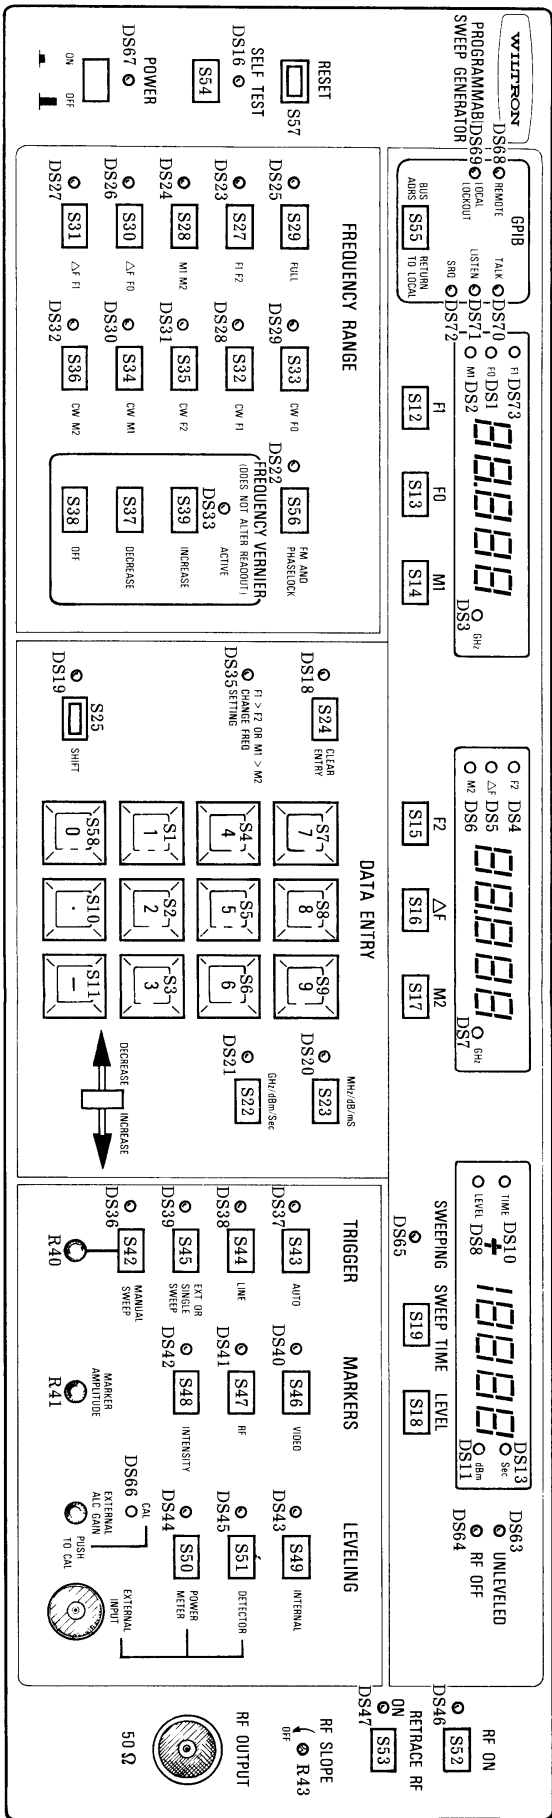 WILTRON
PROGRAMMABL
SWEEP GENERATOR
RESET
S57
SELF TEST
S54
DS16
POWER
DS67
ON
OFF
GPIB
DS68
REMOTE
DS69
LOCAL
LOCKOUT
BUS
ADRS
S55
RETURN
TO LOCAL
TALK
DS70
LISTEN
DS71
SRQ
DS72
F1 DS73
F0 DS1
M1 DS2
88.888
GHz
DS3
F1
S12
F0
S13
M1
S14
F2 DS4
△F DS5
M2 DS6
88.888
GHz
DS7
F2
S15
△F
S16
M2
S17
TIME DS10
LEVEL DS8
+ 18888
DS13
Sec
dBm
DS11
SWEEPING
DS65
SWEEP TIME
S19
LEVEL
S18
DS63
UNLEVELED
DS64
RF OFF
FREQUENCY RANGE
DS25
S29
FULL
DS23
S27
F1 F2
DS24
S28
M1 M2
DS26
S30
△F F0
DS27
S31
△F F1
DS29
S33
CW F0
DS28
S32
CW F1
DS31
S35
CW F2
DS30
S34
CW M1
DS32
S36
CW M2
DS22
S56
FM AND
PHASELOCK
FREQUENCY VERNIER
(DOES NOT ALTER READOUT)
DS33
ACTIVE
S39
INCREASE
S37
DECREASE
S38
OFF
DATA ENTRY
DS18
S24
CLEAR
ENTRY
F1 > F2 OR M1 > M2
CHANGE FREQ
SETTING
DS35
DS19
S25
SHIFT
S7
7
S8
8
S9
9
S4
4
S5
5
S6
6
S1
1
S2
2
S3
3
S58
0
S10
.
S11
–
MHz/dB/mS
DS20
S23
GHz/dBm/Sec
DS21
S22
DECREASE
INCREASE
TRIGGER
DS37
S43
AUTO
DS38
S44
LINE
DS39
S45
EXT OR
SINGLE
SWEEP
DS36
S42
MANUAL
SWEEP
R40
MARKERS
DS40
S46
VIDEO
DS41
S47
RF
DS42
S48
INTENSITY
MARKER
AMPLITUDE
R41
LEVELING
DS43
S49
INTERNAL
DS45
S51
DETECTOR
DS44
S50
POWER
METER
DS66
CAL
EXTERNAL
ALC GAIN
PUSH
TO CAL
EXTERNAL
INPUT
DS46
RF ON
S52
DS47
RETRACE RF
ON
S53
RF SLOPE
OFF
R43
RF OUTPUT
50 Ω